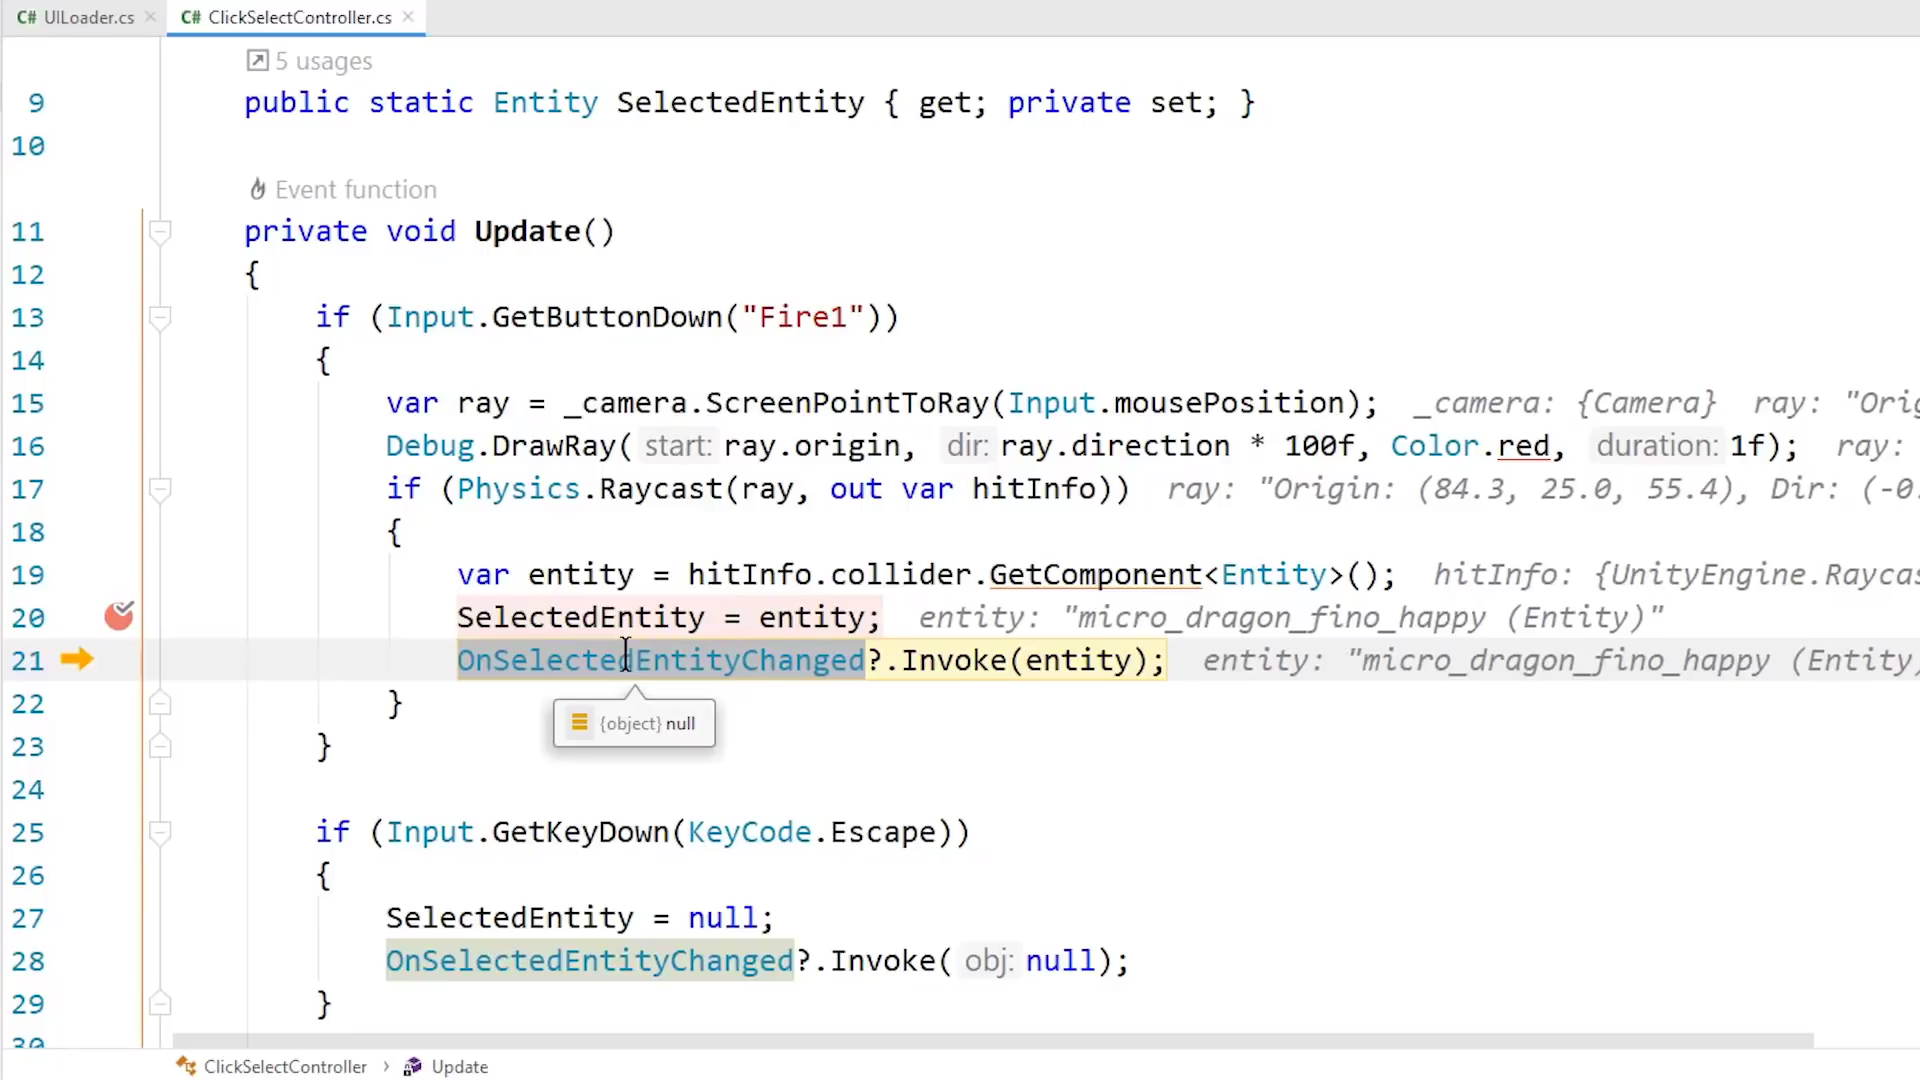 C# UILoader.cs × C# ClickSelectController.cs ×
5 usages
9 public static Entity SelectedEntity { get; private set; }
10
Event function
11 private void Update()
12 {
13 if (Input.GetButtonDown("Fire1"))
14 {
15 var ray = _camera.ScreenPointToRay(Input.mousePosition); _camera: {Camera} ray: "Orig
16 Debug.DrawRay( start: ray.origin, dir: ray.direction * 100f, Color.red, duration: 1f); ray:
17 if (Physics.Raycast(ray, out var hitInfo)) ray: "Origin: (84.3, 25.0, 55.4), Dir: (-0.
18 {
19 var entity = hitInfo.collider.GetComponent<Entity>(); hitInfo: {UnityEngine.Raycas
20 SelectedEntity = entity; entity: "micro_dragon_fino_happy (Entity)"
21 OnSelectedEntityChanged?.Invoke(entity); entity: "micro_dragon_fino_happy (Entity)
22 }
{object} null
23 }
24
25 if (Input.GetKeyDown(KeyCode.Escape))
26 {
27 SelectedEntity = null;
28 OnSelectedEntityChanged?.Invoke( obj: null);
29 }
30
ClickSelectController › Update